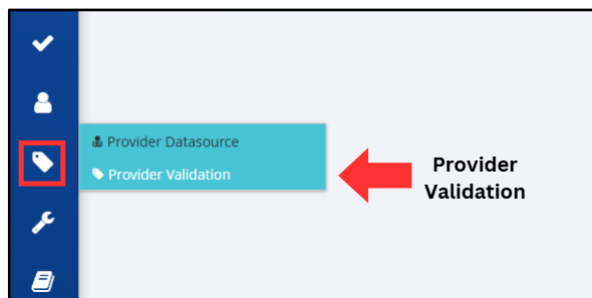 Provider Datasource
Provider Validation
Provider
Validation